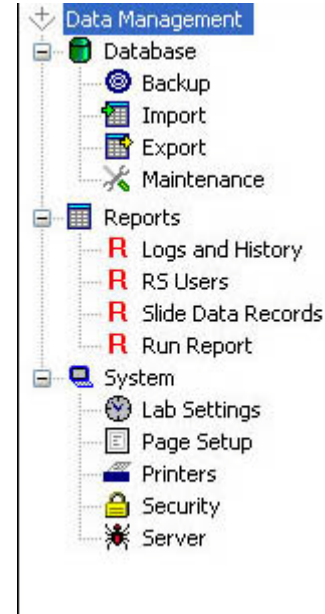 Data Management
Database
Backup
Import
Export
Maintenance
Reports
R Logs and History
R RS Users
R Slide Data Records
R Run Report
System
Lab Settings
Page Setup
Printers
Security
Server